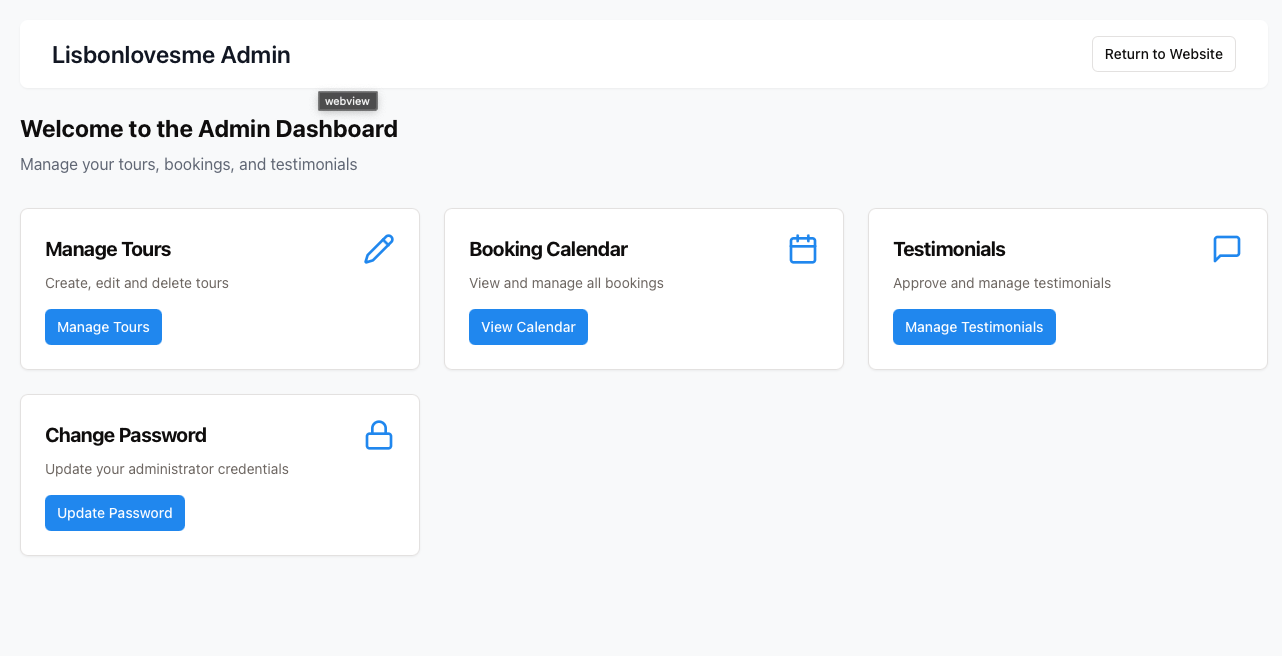 Lisbonlovesme Admin
Return to Website
webview
Welcome to the Admin Dashboard
Manage your tours, bookings, and testimonials
Manage Tours
Create, edit and delete tours
Manage Tours
Booking Calendar
View and manage all bookings
View Calendar
Testimonials
Approve and manage testimonials
Manage Testimonials
Change Password
Update your administrator credentials
Update Password